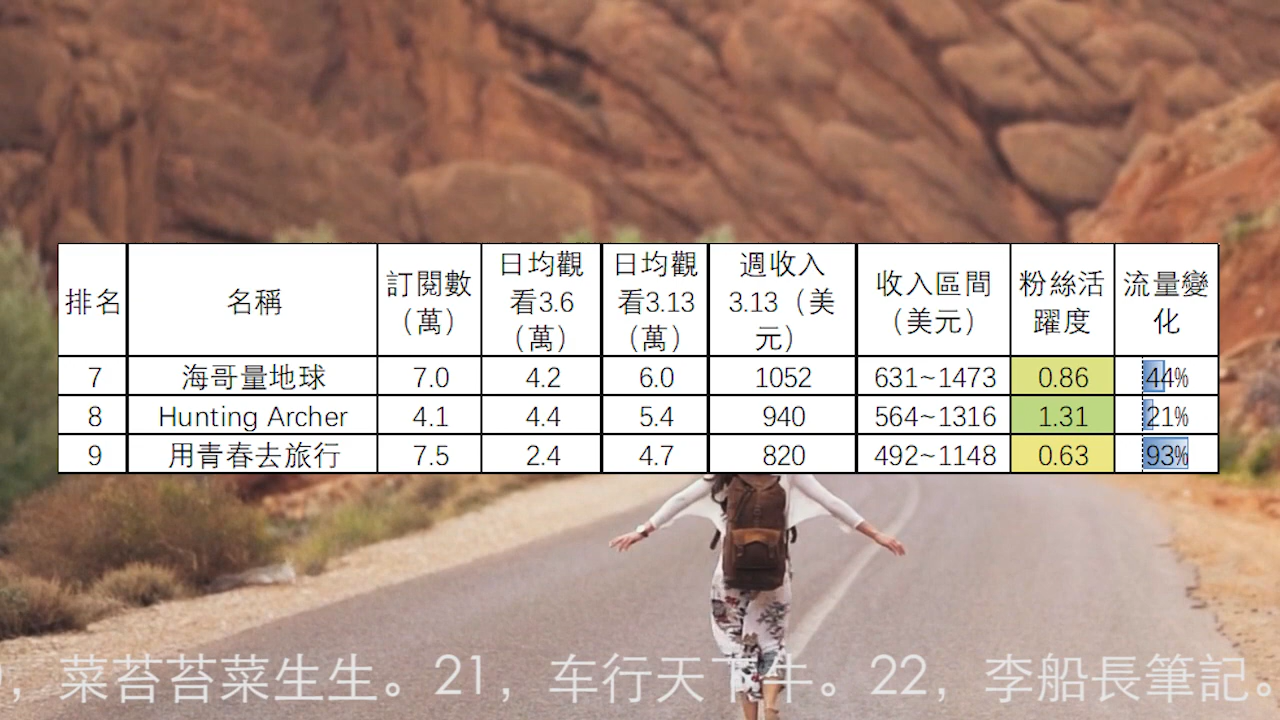 排名 名稱 訂閱數（萬） 日均觀看3.6（萬） 日均觀看3.13（萬） 週收入3.13（美元） 收入區間（美元） 粉絲活躍度 流量變化
7 海哥量地球 7.0 4.2 6.0 1052 631~1473 0.86 44%
8 Hunting Archer 4.1 4.4 5.4 940 564~1316 1.31 21%
9 用青春去旅行 7.5 2.4 4.7 820 492~1148 0.63 93%
，菜苔苔菜生生。21，车行天下牛。22，李船長筆記。